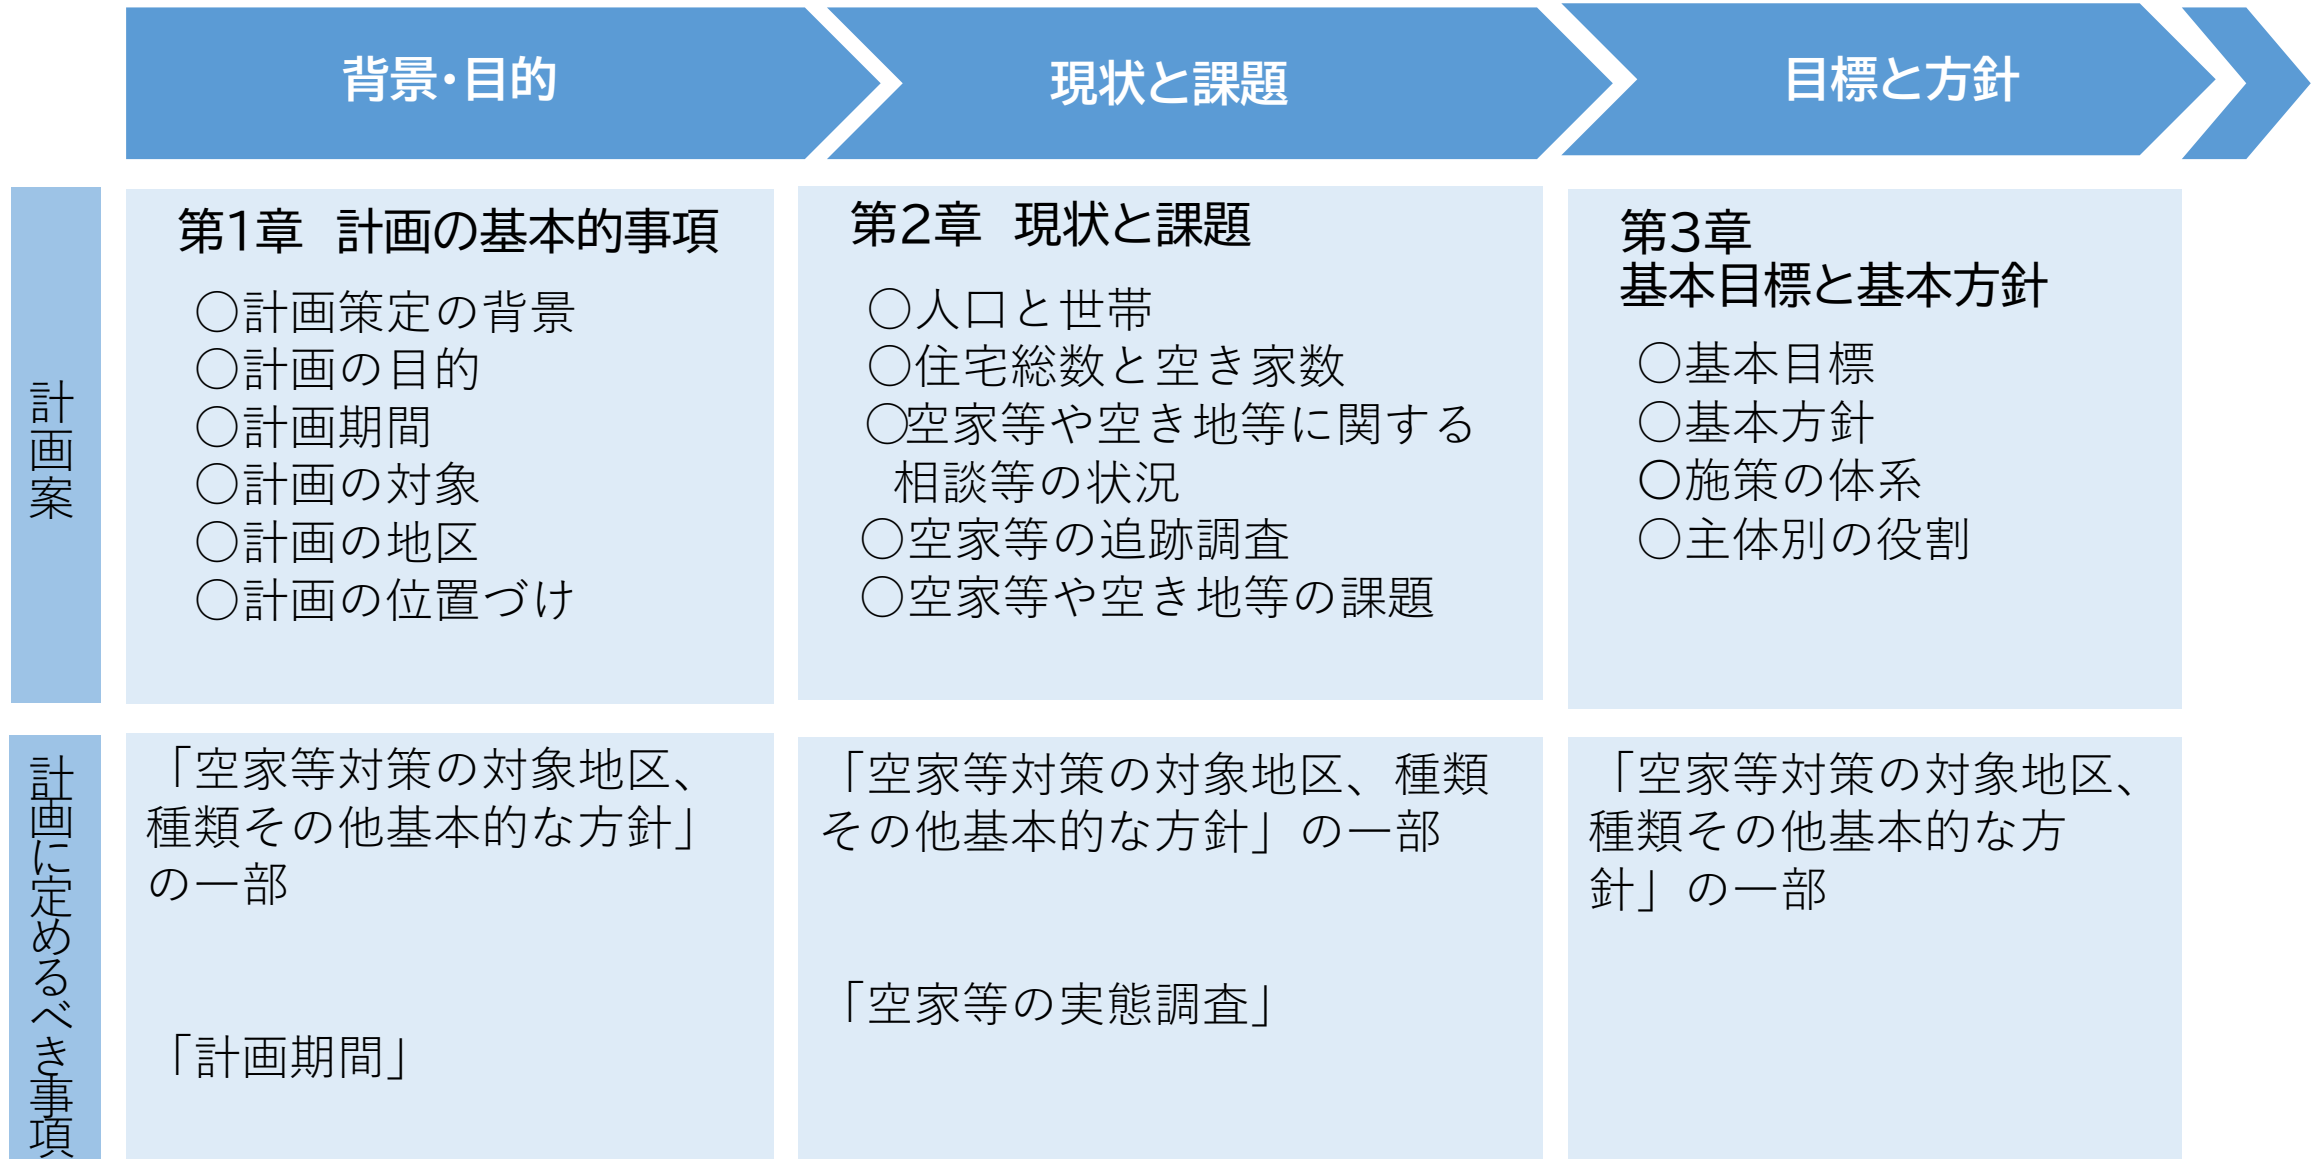 背景・目的
現状と課題
目標と方針
計画案
第1章　計画の基本的事項
○計画策定の背景
○計画の目的
○計画期間
○計画の対象
○計画の地区
○計画の位置づけ
第2章　現状と課題
○人口と世帯
○住宅総数と空き家数
○空家等や空き地等に関する
相談等の状況
○空家等の追跡調査
○空家等や空き地等の課題
第3章
基本目標と基本方針
○基本目標
○基本方針
○施策の体系
○主体別の役割
計画に定めるべき事項
「空家等対策の対象地区、
種類その他基本的な方針」
の一部
「計画期間」
「空家等対策の対象地区、種類
その他基本的な方針」の一部
「空家等の実態調査」
「空家等対策の対象地区、
種類その他基本的な方
針」の一部